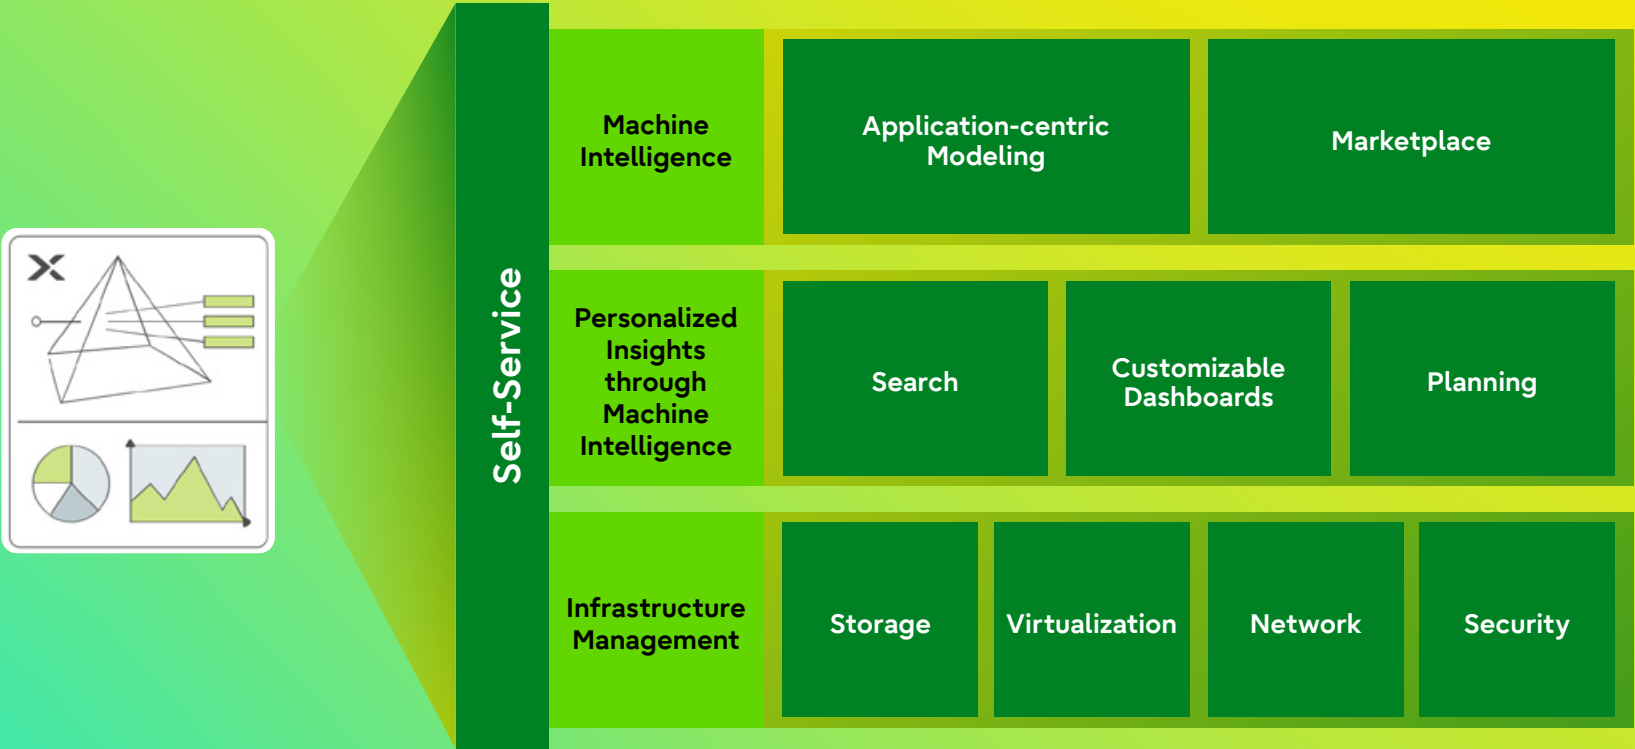 Self-Service
Machine
Intelligence
Application-centric
Modeling
Marketplace
Personalized
Insights
through
Machine
Intelligence
Search
Customizable
Dashboards
Planning
Infrastructure
Management
Storage
Virtualization
Network
Security